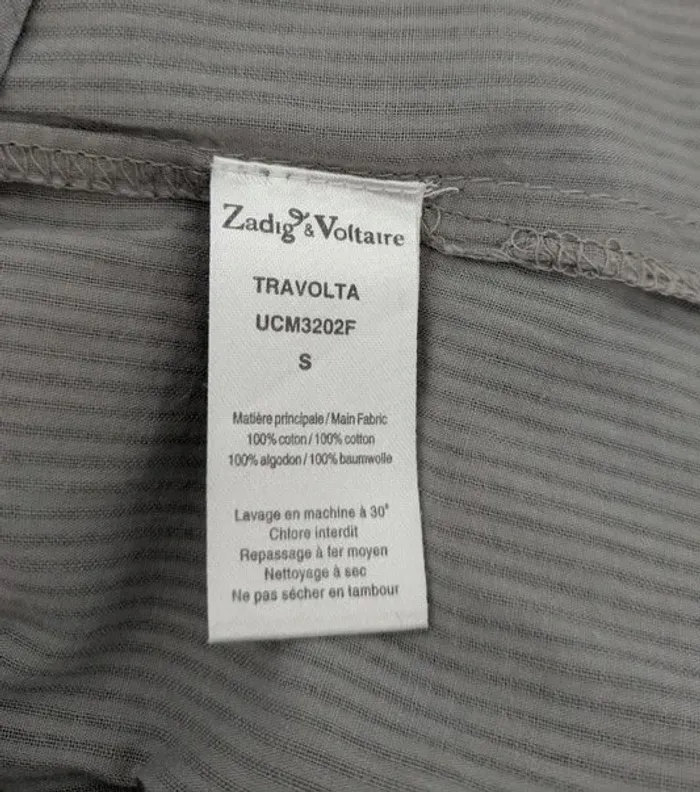 Zadig & Voltaire
TRAVOLTA
UCM3202F
S
Matière principale / Main Fabric
100% coton / 100% cotton
100% algodon / 100% baumwolle
Lavage en machine à 30°
Chlore interdit
Repassage à fer moyen
Nettoyage à sec
Ne pas sécher en tambour